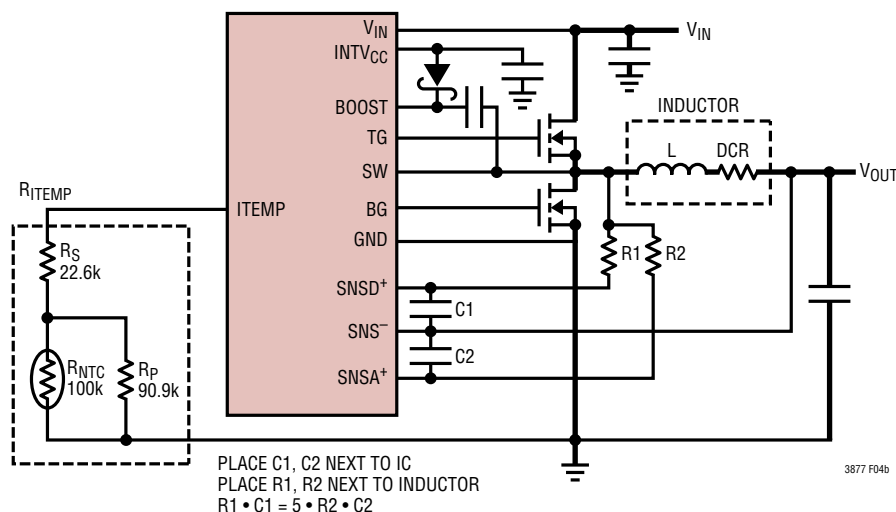 VIN
VIN
INTVCC
BOOST
INDUCTOR
TG
L
DCR
SW
VOUT
RITEMP
ITEMP
BG
GND
RS
22.6k
R1
R2
SNSD+
C1
SNS–
RNTC
100k
RP
90.9k
C2
SNSA+
PLACE C1, C2 NEXT TO IC
PLACE R1, R2 NEXT TO INDUCTOR
R1 • C1 = 5 • R2 • C2
3877 F04b